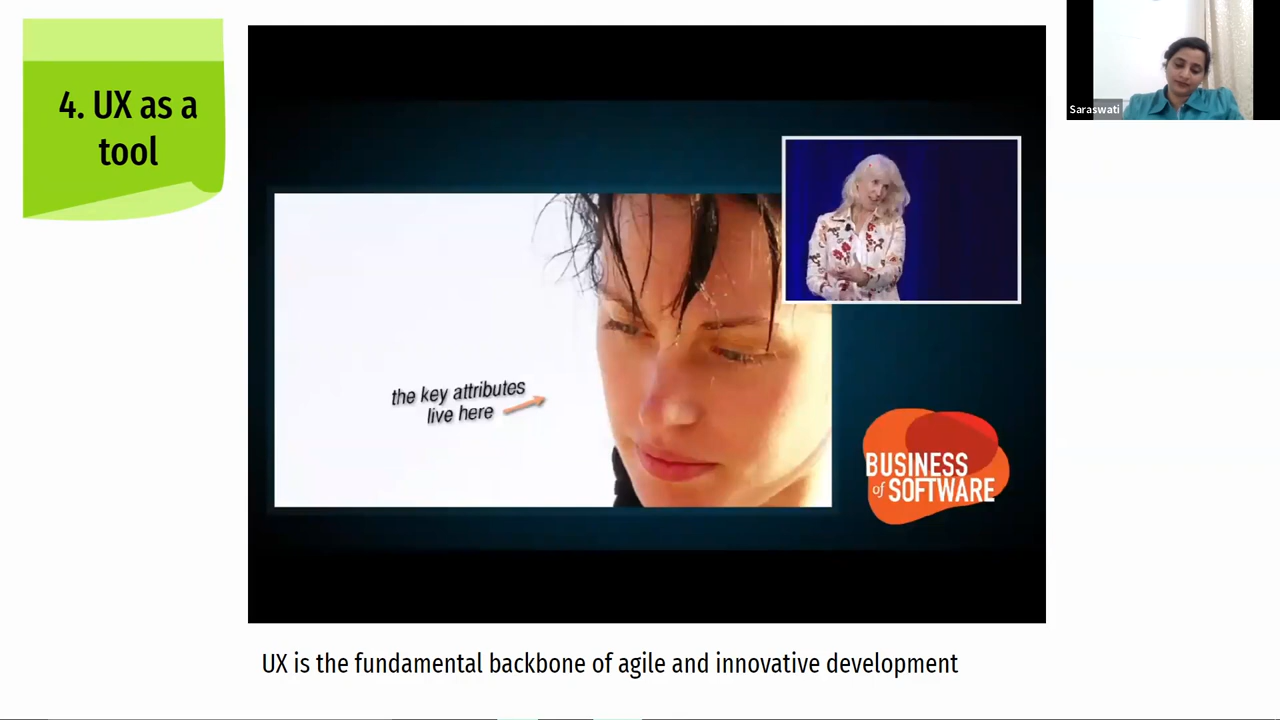 4. UX as a
tool
Saraswati
the key attributes
live here
BUSINESS
of SOFTWARE
UX is the fundamental backbone of agile and innovative development